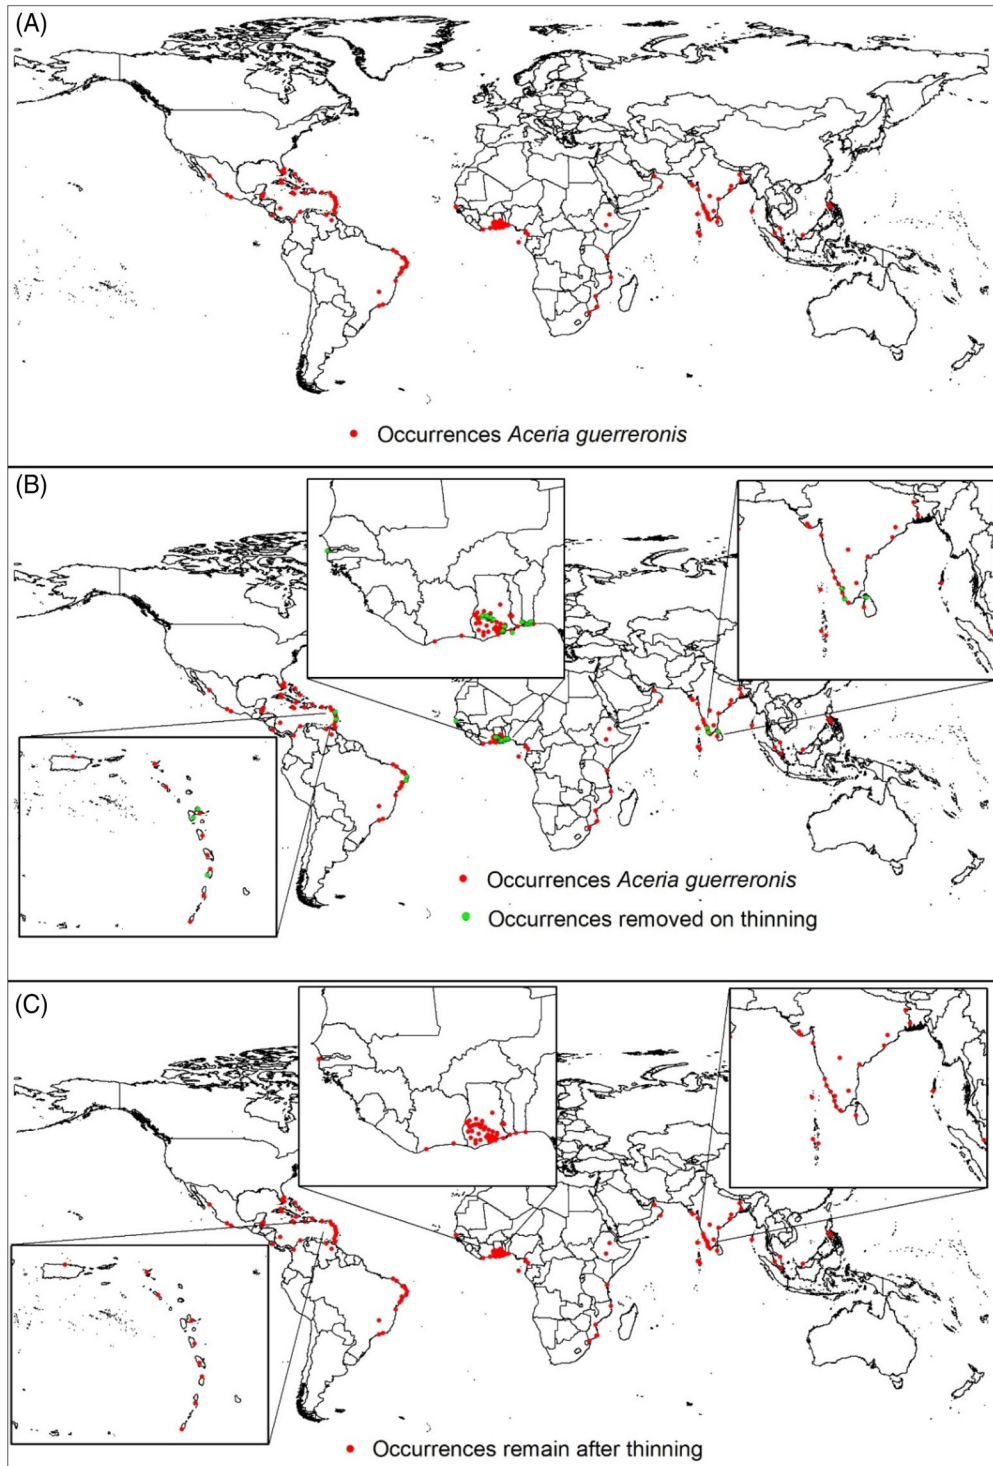 (A)
Occurrences Aceria guerreronis
(B)
Occurrences Aceria guerreronis
Occurrences removed on thinning
(C)
Occurrences remain after thinning